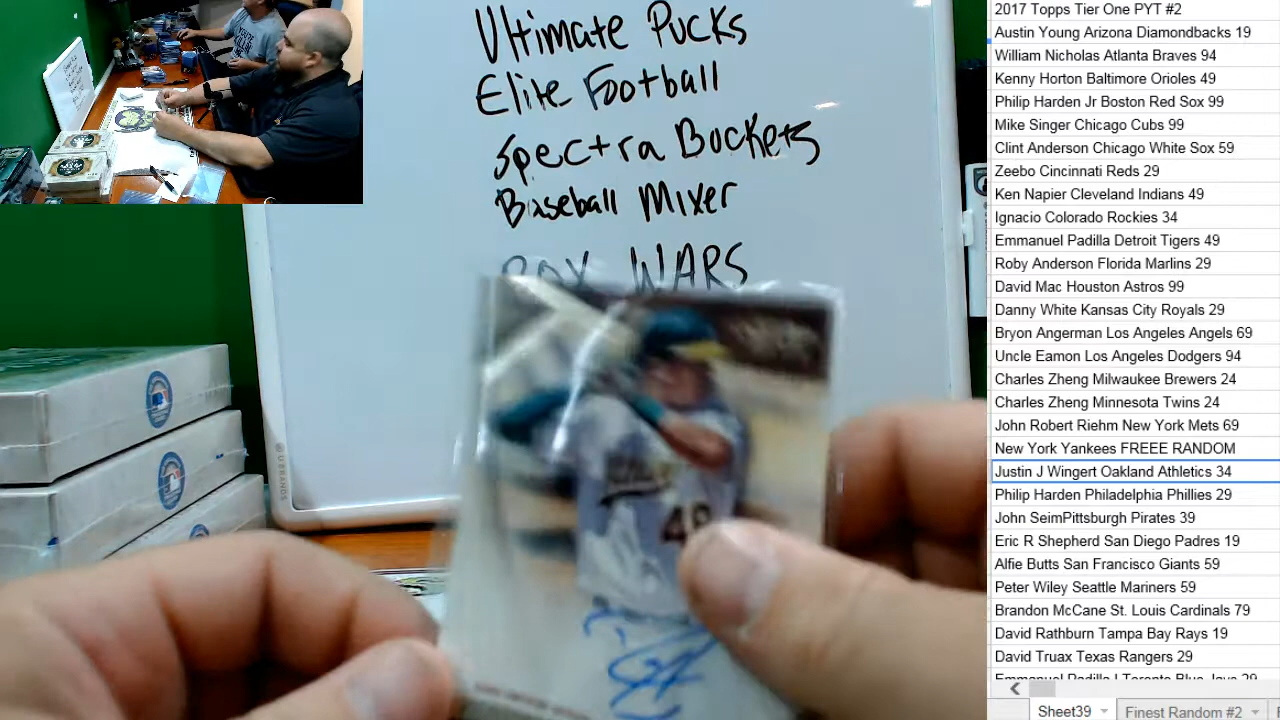 Ultimate Pucks
Elite Football
Spectra Buckets
Baseball Mixer
BOX WARS
2017 Topps Tier One PYT #2
Austin Young Arizona Diamondbacks 19
William Nicholas Atlanta Braves 94
Kenny Horton Baltimore Orioles 49
Philip Harden Jr Boston Red Sox 99
Mike Singer Chicago Cubs 99
Clint Anderson Chicago White Sox 59
Zeebo Cincinnati Reds 29
Ken Napier Cleveland Indians 49
Ignacio Colorado Rockies 34
Emmanuel Padilla Detroit Tigers 49
Roby Anderson Florida Marlins 29
David Mac Houston Astros 99
Danny White Kansas City Royals 29
Bryon Angerman Los Angeles Angels 69
Uncle Eamon Los Angeles Dodgers 94
Charles Zheng Milwaukee Brewers 24
Charles Zheng Minnesota Twins 24
John Robert Riehm New York Mets 69
New York Yankees FREEE RANDOM
Justin J Wingert Oakland Athletics 34
Philip Harden Philadelphia Phillies 29
John SeimPittsburgh Pirates 39
Eric R Shepherd San Diego Padres 19
Alfie Butts San Francisco Giants 59
Peter Wiley Seattle Mariners 59
Brandon McCane St. Louis Cardinals 79
David Rathburn Tampa Bay Rays 19
David Truax Texas Rangers 29
Emmanuel Padilla L Toronto Blue Jays 29
Sheet39
Finest Random #2